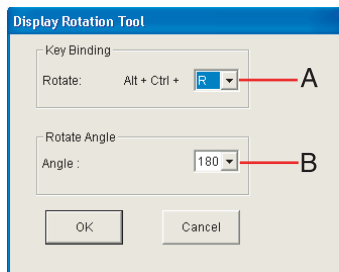 Display Rotation Tool
Key Binding
Rotate: Alt + Ctrl + R A
Rotate Angle
Angle : 180 B
OK Cancel